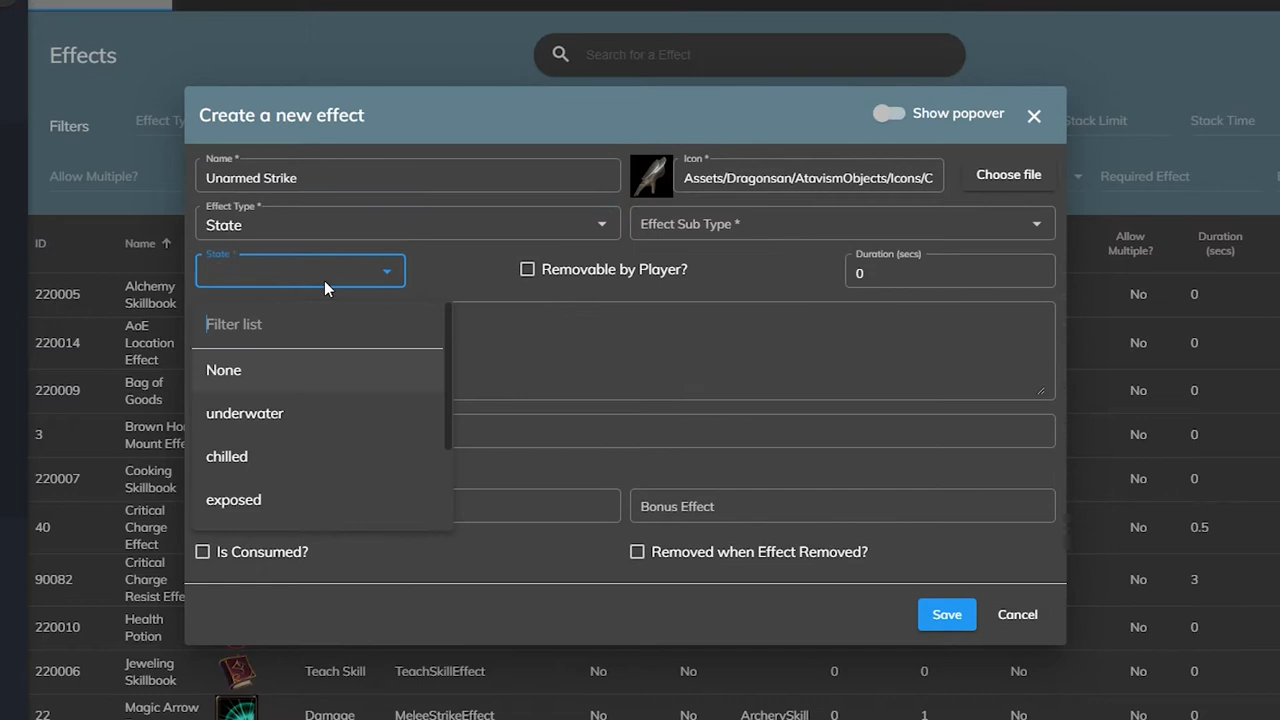 Effects
Search for a Effect
Create a new effect
Show popover
Filters
Effect Ty
Stack Limit
Stack Time
Allow Multiple?
Required Effect
Name *
Unarmed Strike
Icon *
Assets/Dragonsan/AtavismObjects/Icons/C
Choose file
Effect Type *
State
Effect Sub Type *
State *
Removable by Player?
Duration (secs)
0
Filter list
None
underwater
chilled
exposed
Bonus Effect
Is Consumed?
Removed when Effect Removed?
Save
Cancel
ID
Name
Allow
Multiple?
Duration
(secs)
220005
Alchemy
Skillbook
No
0
220014
AoE
Location
Effect
No
0
220009
Bag of
Goods
No
0
3
Brown Ho
Mount Effe
No
0
220007
Cooking
Skillbook
No
0
40
Critical
Charge
Effect
No
0.5
90082
Critical
Charge
Resist Effe
No
3
220010
Health
Potion
No
0
220006
Jeweling
Skillbook
Teach Skill
TeachSkillEffect
No
No
0
0
No
0
22
Magic Arrow
Damage
MeleeStrikeEffect
No
No
ArcherySkill
0
1
No
0